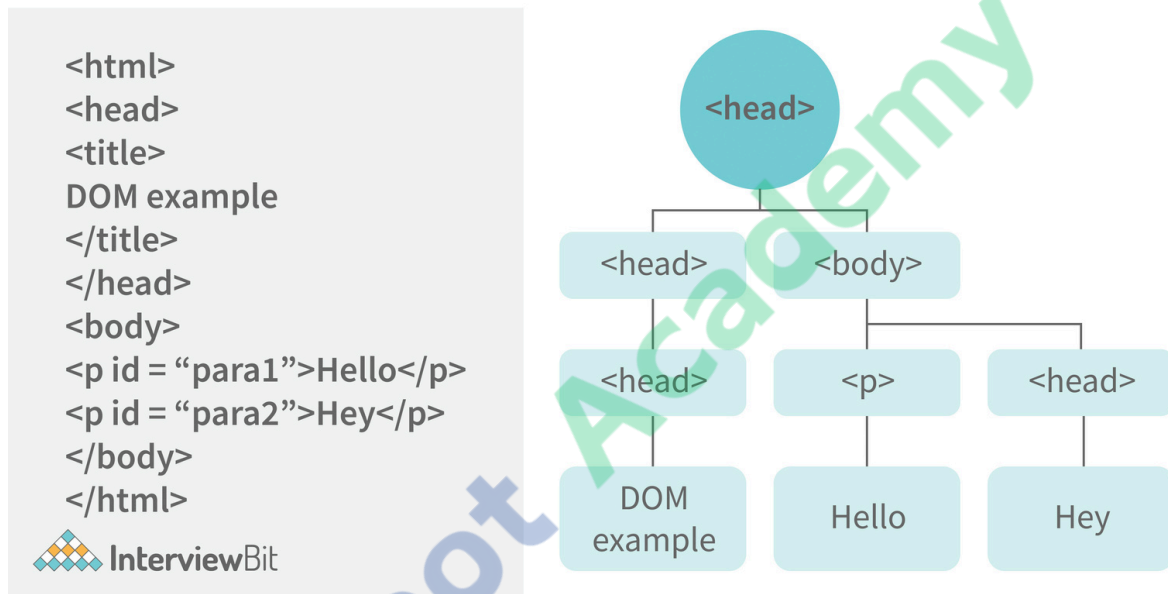 <html>
<head>
<title>
DOM example
</title>
</head>
<body>
<p id = “para1”>Hello</p>
<p id = “para2”>Hey</p>
</body>
</html>
InterviewBit
<head>
<head>
<body>
<head>
<p>
<head>
DOM
example
Hello
Hey
Academy